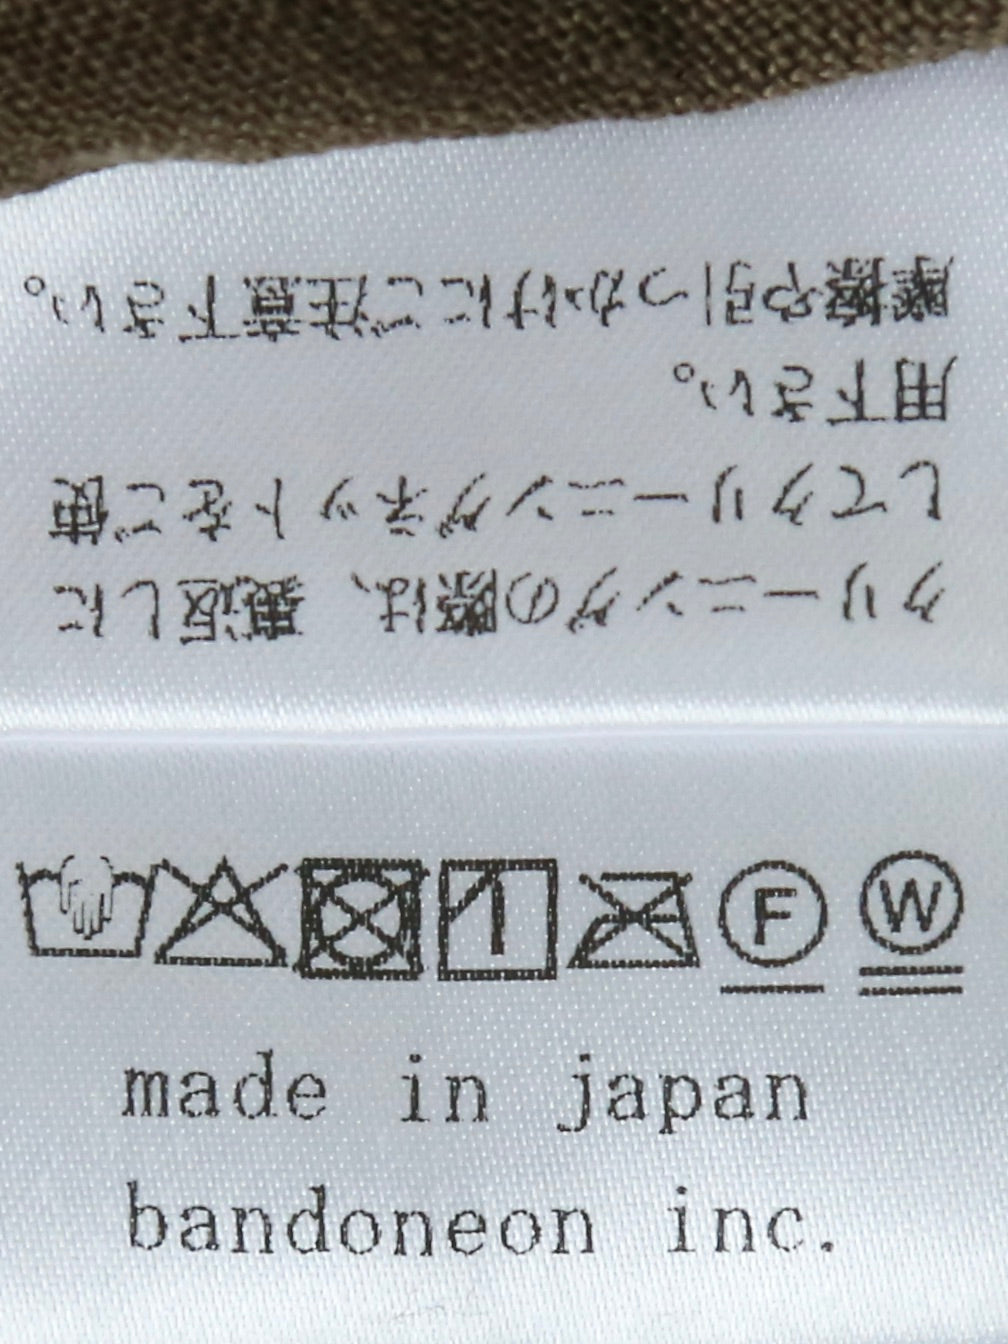 クリーニングの際は、裏返しに
してクリーニングネットをご使
用下さい。
摩擦や引っかけにご注意下さい。
F W
made in japan
bandoneon inc.